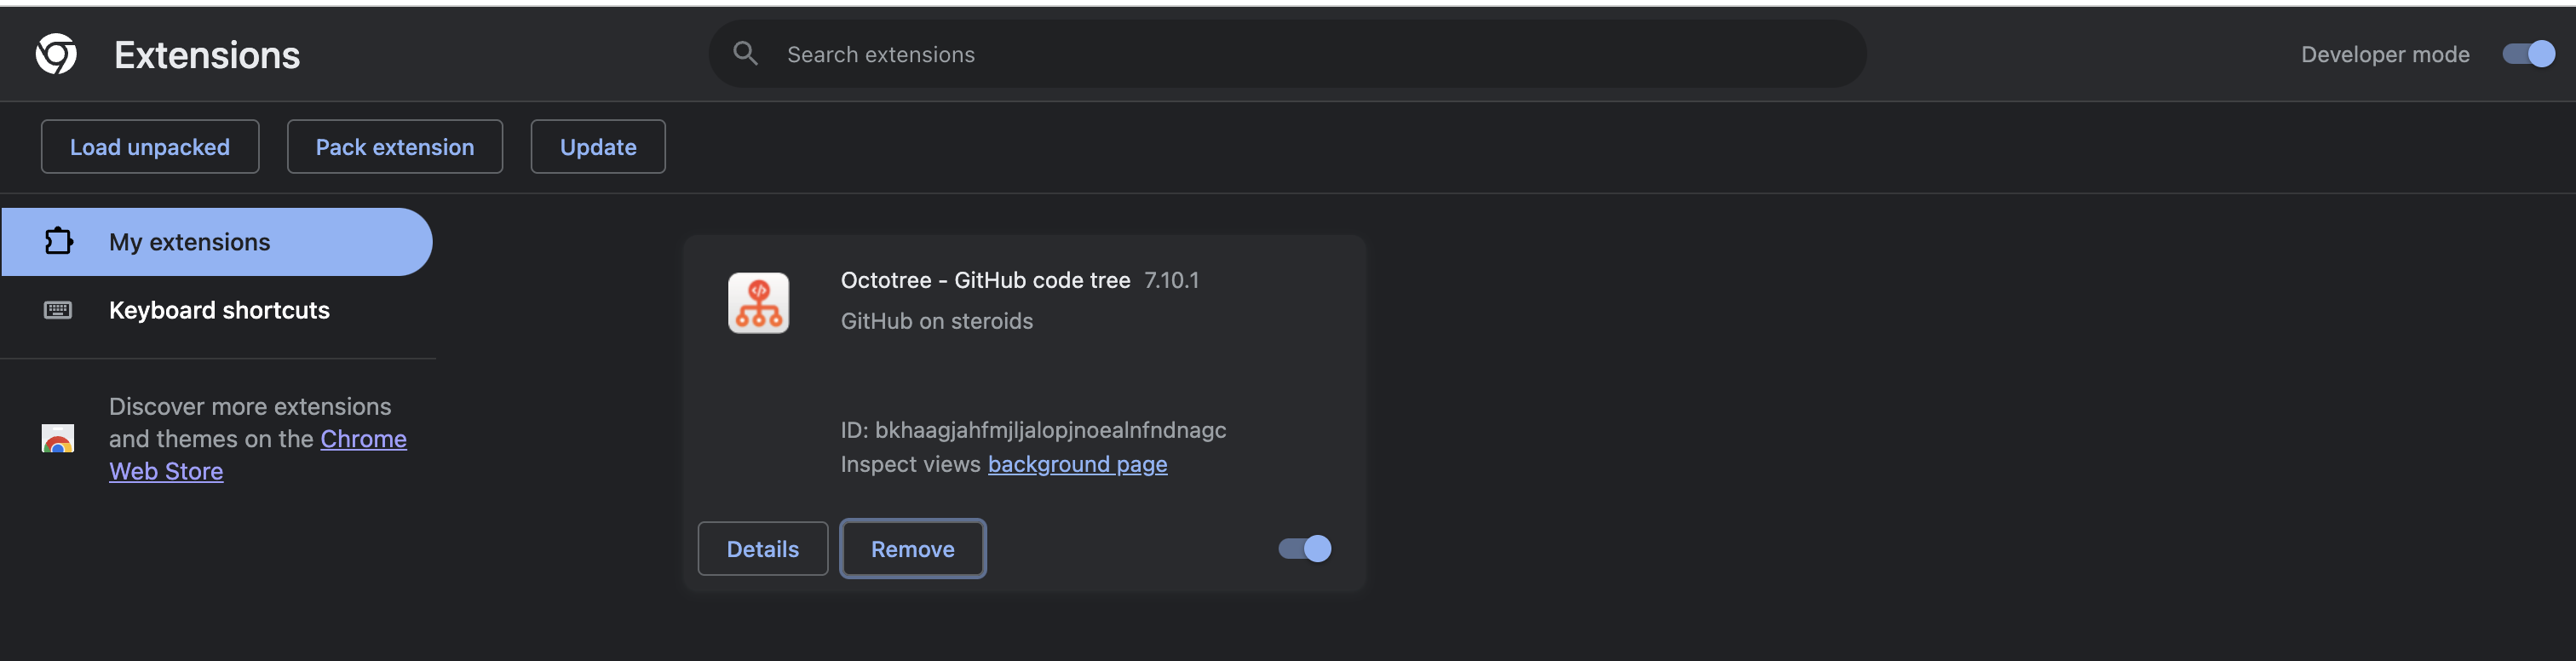 Extensions
Search extensions
Developer mode
Load unpacked
Pack extension
Update
My extensions
Keyboard shortcuts
Discover more extensions
and themes on the Chrome
Web Store
Octotree - GitHub code tree 7.10.1
GitHub on steroids
ID: bkhaagjahfmjljalopjnoealnfndnagc
Inspect views background page
Details
Remove